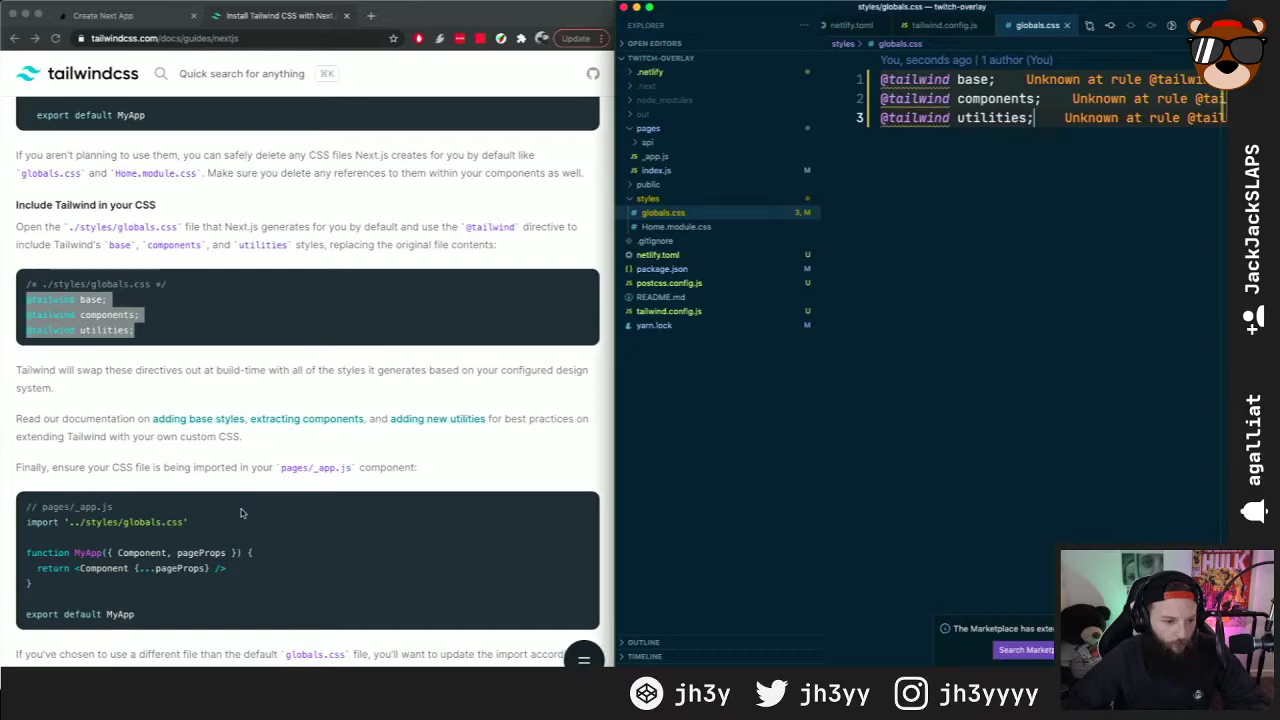 styles/globals.css — twitch-overlay
Create New App
Install Tailwind CSS with Next.
tailwindcss.com/docs/guides/nextjs
Update
tailwindcss
Quick search for anything
⌘K
export default MyApp
If you aren't planning to use them, you can safely delete any CSS files Next.js creates for you by default like
`globals.css` and `Home.module.css`. Make sure you delete any references to them within your components as well.
Include Tailwind in your CSS
Open the `./styles/globals.css` file that Next.js generates for you by default and use the `@tailwind` directive to
include Tailwind's `base`, `components`, and `utilities` styles, replacing the original file contents:
/* ./styles/globals.css */
@tailwind base;
@tailwind components;
@tailwind utilities;
Tailwind will swap these directives out at build-time with all of the styles it generates based on your configured design
system.
Read our documentation on adding base styles, extracting components, and adding new utilities for best practices on
extending Tailwind with your own custom CSS.
Finally, ensure your CSS file is being imported in your `pages/_app.js` component:
// pages/_app.js
import '../styles/globals.css'
function MyApp({ Component, pageProps }) {
return <Component {...pageProps} />
}
export default MyApp
If you've chosen to use a different file than the default `globals.css` file, you'll want to update the import accord
EXPLORER
OPEN EDITORS
TWITCH-OVERLAY
.netlify
.next
node_modules
out
pages
api
_app.js
index.js M
public
styles
globals.css 3, M
Home.module.css
.gitignore
netlify.toml U
package.json M
postcss.config.js U
README.md
tailwind.config.js U
yarn.lock M
OUTLINE
TIMELINE
netlify.toml
tailwind.config.js
globals.css
styles > globals.css
You, seconds ago | 1 author (You)
1 @tailwind base; Unknown at rule @tailwi
2 @tailwind components; Unknown at rule @tai
3 @tailwind utilities; Unknown at rule @tail
The Marketplace has exte
Search Marketp
JackJackSLAPS
agalliat
HULK
jh3y
jh3yy
jh3yyyy